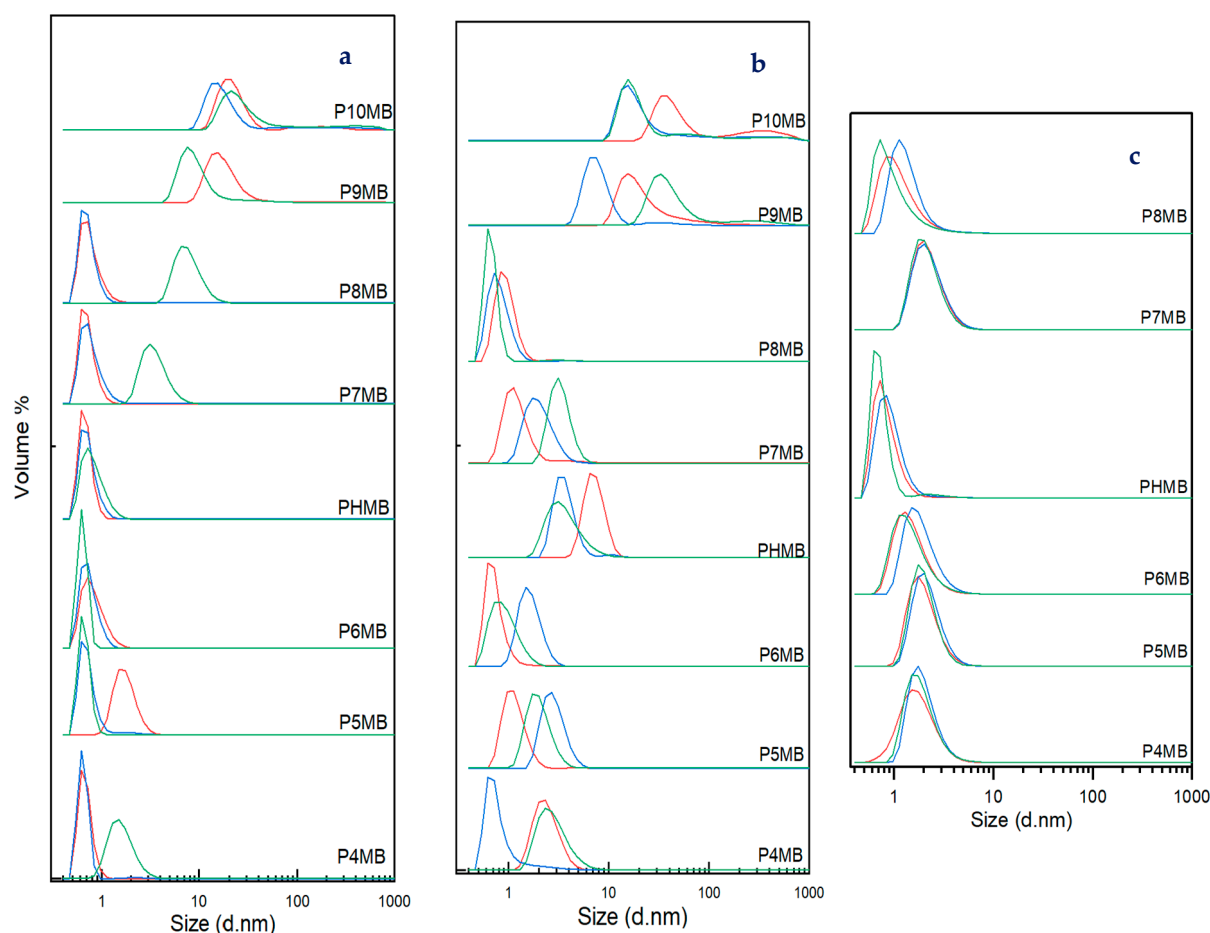 a
P10MB
P9MB
P8MB
P7MB
PHMB
P6MB
P5MB
P4MB
Volume %
1 10 100 1000
Size (d.nm)
b
P10MB
P9MB
P8MB
P7MB
PHMB
P6MB
P5MB
P4MB
1 10 100 1000
Size (d.nm)
c
P8MB
P7MB
PHMB
P6MB
P5MB
P4MB
1 10 100 1000
Size (d.nm)